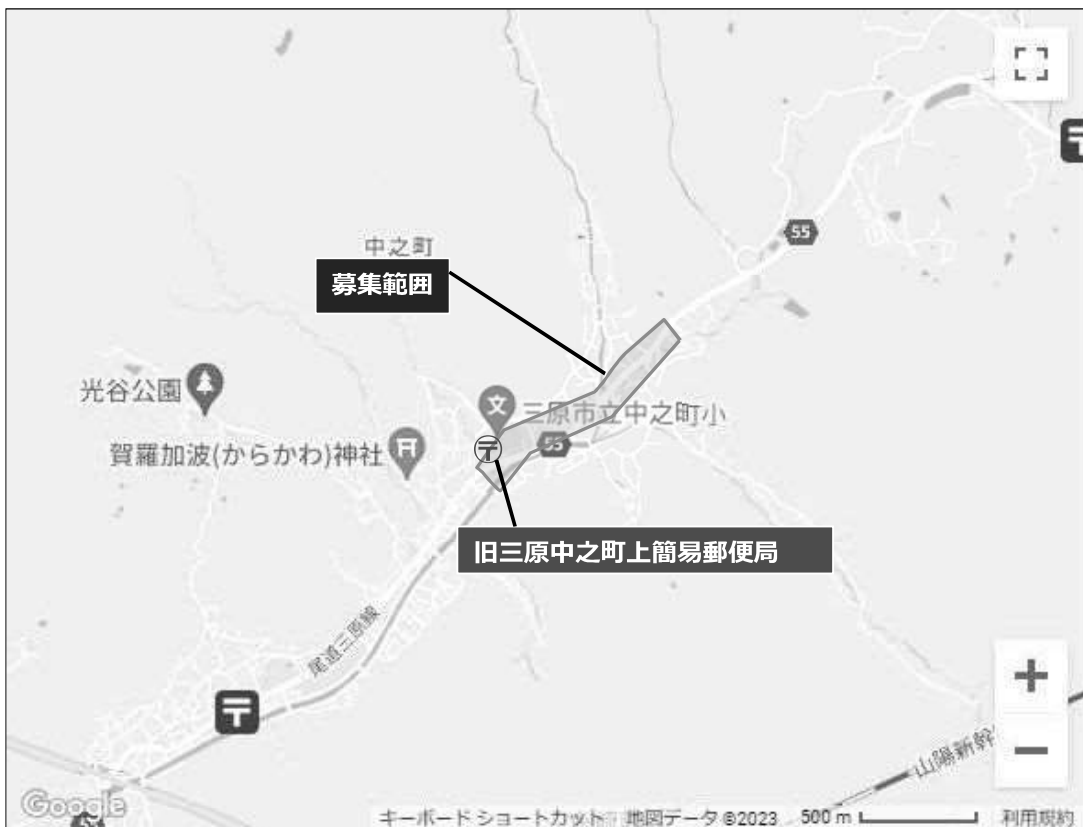 55
中之町
募集範囲
光谷公園
三原市立中之町小
賀羅加波(からかわ)神社
55
旧三原中之町上簡易郵便局
尾道三原線
山陽新幹
Google
キーボード ショートカット 地図データ ©2023 500 m 利用規約